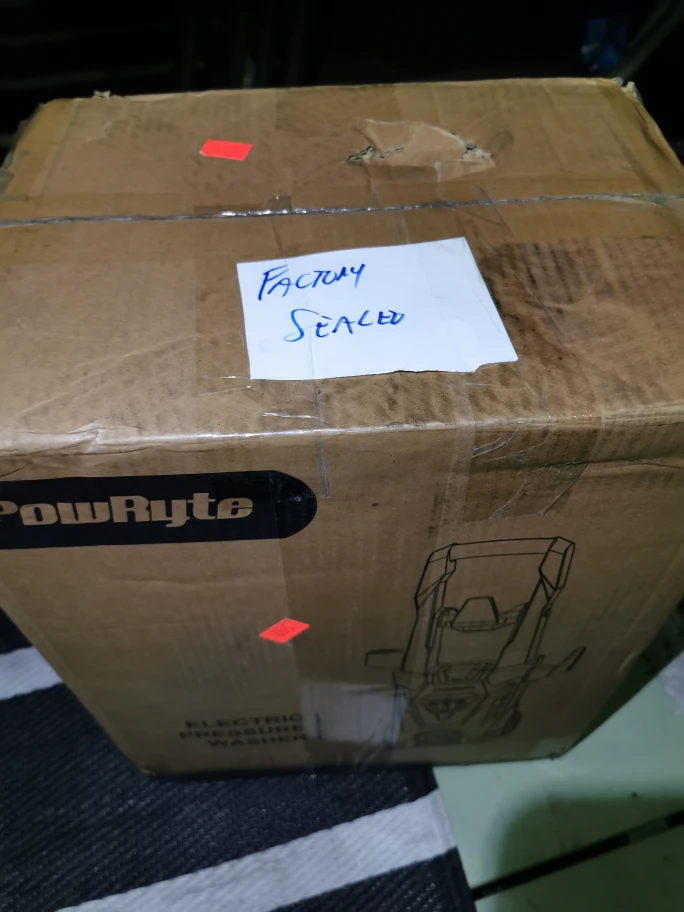 FACTORY
SEALED
PowRyte
ELECTRIC
PRESSURE
WASHER